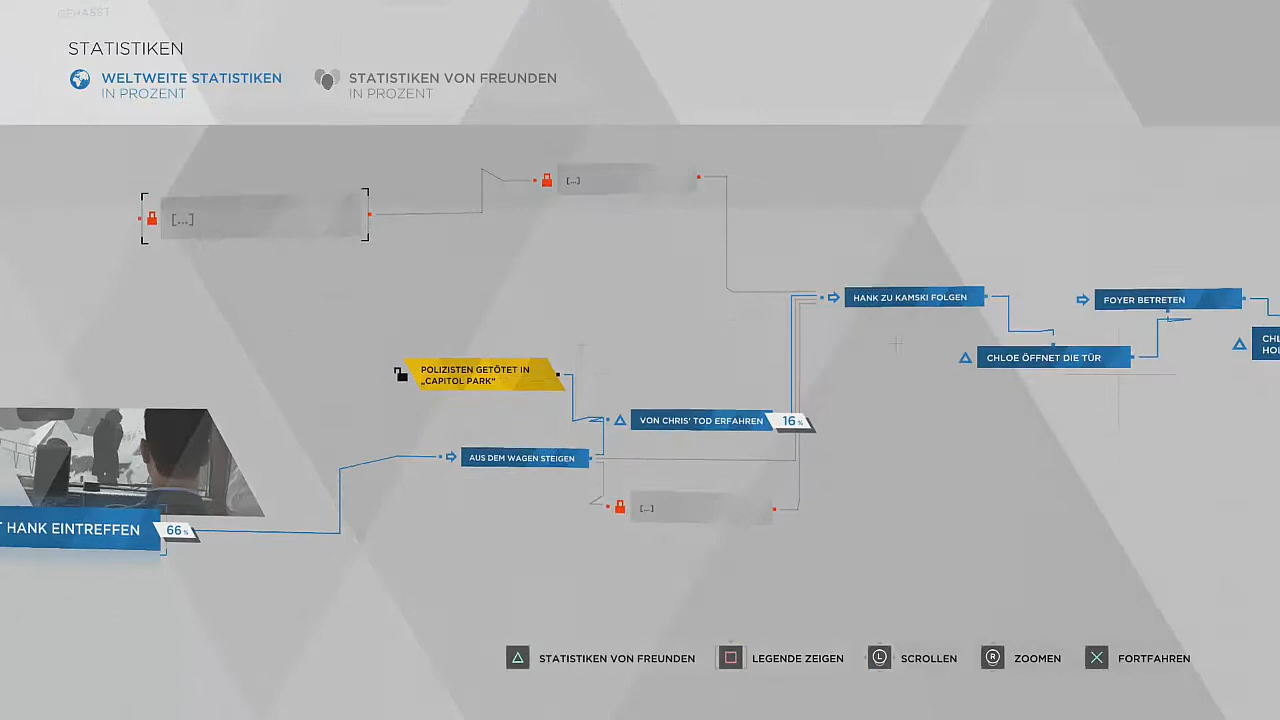 GEHASST
STATISTIKEN
WELTWEITE STATISTIKEN
IN PROZENT
STATISTIKEN VON FREUNDEN
IN PROZENT
[...]
[...]
HANK ZU KAMSKI FOLGEN
FOYER BETRETEN
CHLOE ÖFFNET DIE TÜR
POLIZISTEN GETÖTET IN
„CAPITOL PARK“
VON CHRIS' TOD ERFAHREN
16%
AUS DEM WAGEN STEIGEN
[...]
T HANK EINTREFFEN
66%
STATISTIKEN VON FREUNDEN
LEGENDE ZEIGEN
L
SCROLLEN
R
ZOOMEN
FORTFAHREN